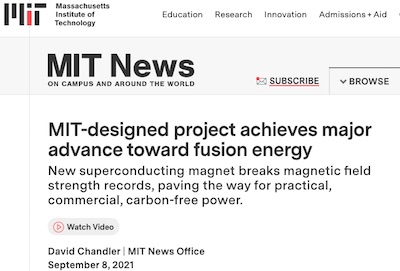 Massachusetts
Institute of
Technology
Education Research Innovation Admissions + Aid
MIT News
ON CAMPUS AND AROUND THE WORLD
SUBSCRIBE
BROWSE
MIT-designed project achieves major
advance toward fusion energy
New superconducting magnet breaks magnetic field
strength records, paving the way for practical,
commercial, carbon-free power.
Watch Video
David Chandler | MIT News Office
September 8, 2021